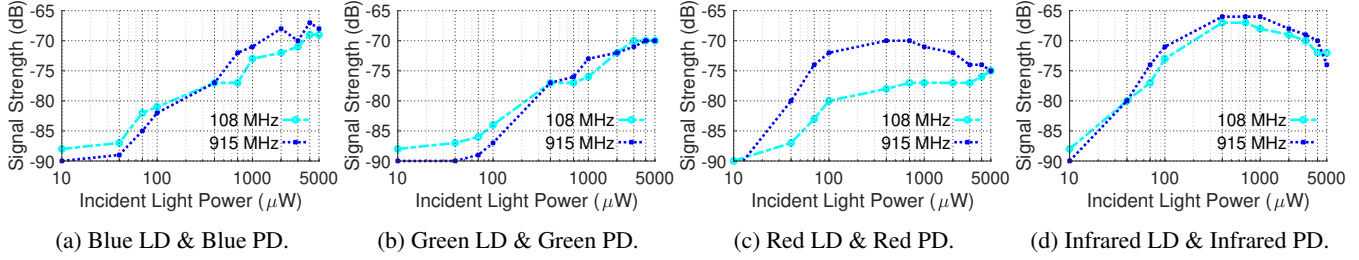 -65
-70
-75
-80
-85
-90
Signal Strength (dB)
108 MHz
915 MHz
10 100 1000 5000
Incident Light Power (μW)
(a) Blue LD & Blue PD.
-65
-70
-75
-80
-85
-90
Signal Strength (dB)
108 MHz
915 MHz
10 100 1000 5000
Incident Light Power (μW)
(b) Green LD & Green PD.
-65
-70
-75
-80
-85
-90
Signal Strength (dB)
108 MHz
915 MHz
10 100 1000 5000
Incident Light Power (μW)
(c) Red LD & Red PD.
-65
-70
-75
-80
-85
-90
Signal Strength (dB)
108 MHz
915 MHz
10 100 1000 5000
Incident Light Power (μW)
(d) Infrared LD & Infrared PD.